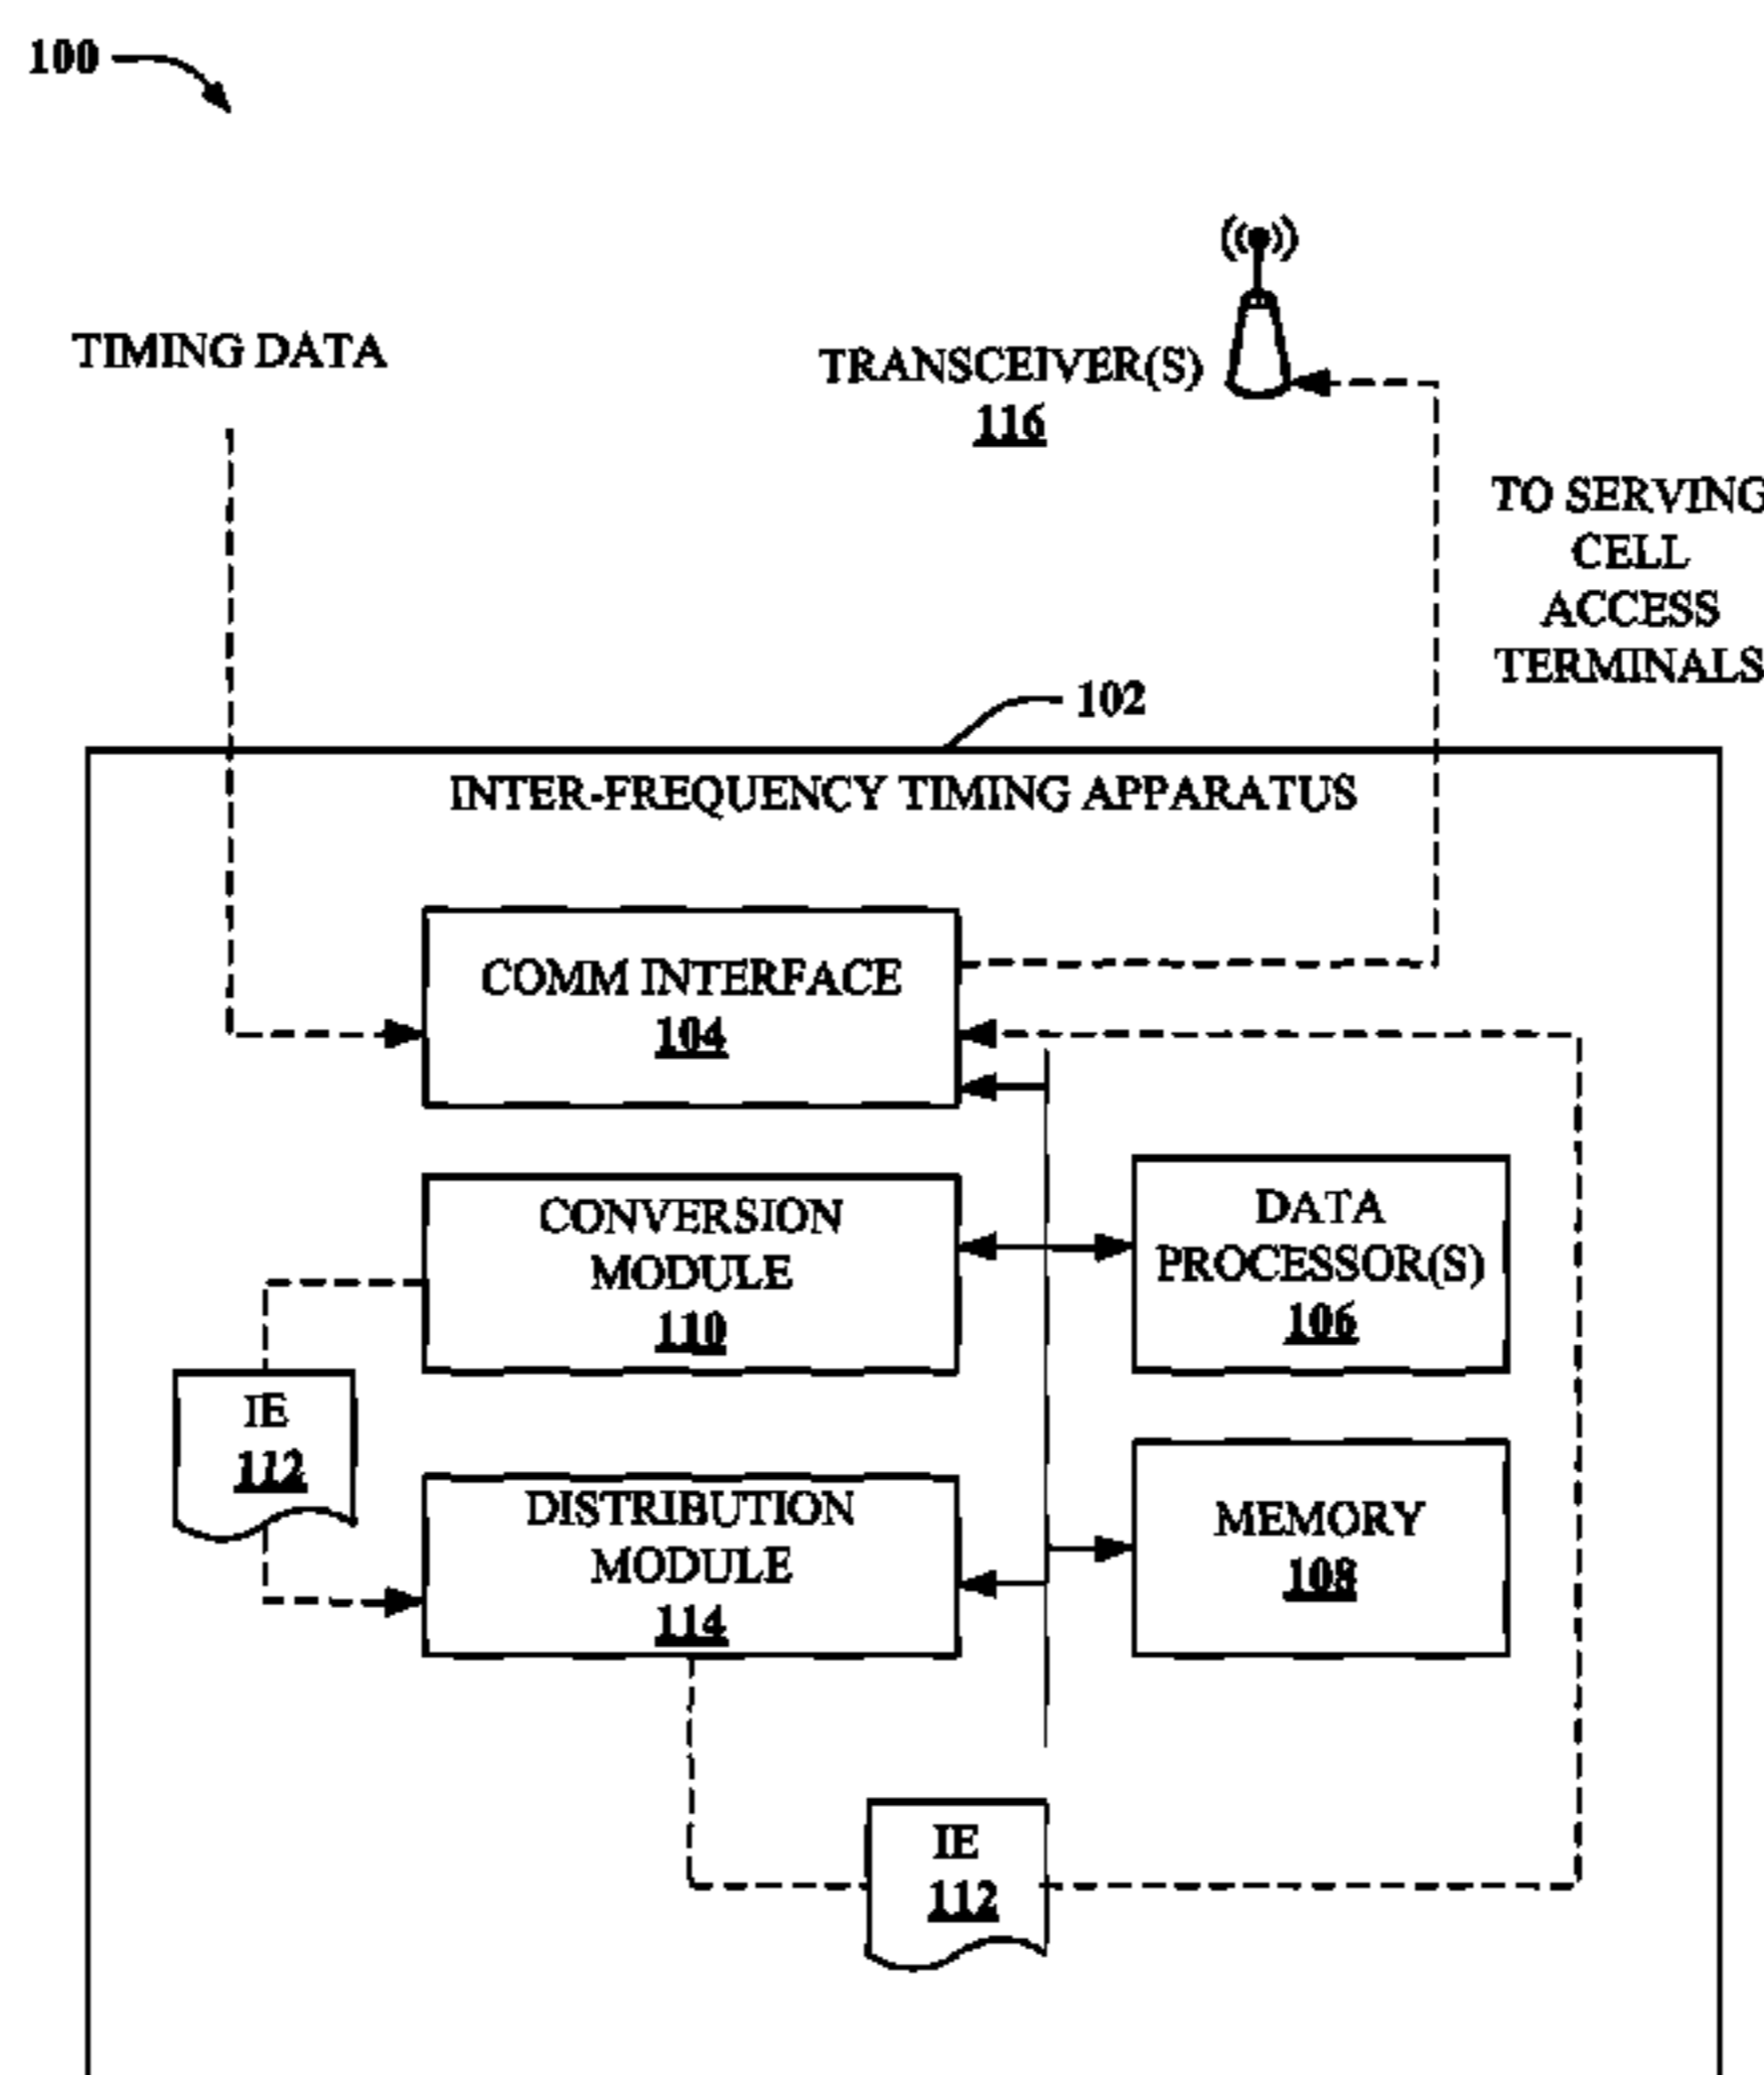 100
TIMING DATA
TRANSCEIVER(S)
116
TO SERVING
CELL
ACCESS
TERMINALS
102
INTER-FREQUENCY TIMING APPARATUS
COMM INTERFACE
104
CONVERSION
MODULE
110
DATA
PROCESSOR(S)
106
IE
112
DISTRIBUTION
MODULE
114
MEMORY
108
IE
112